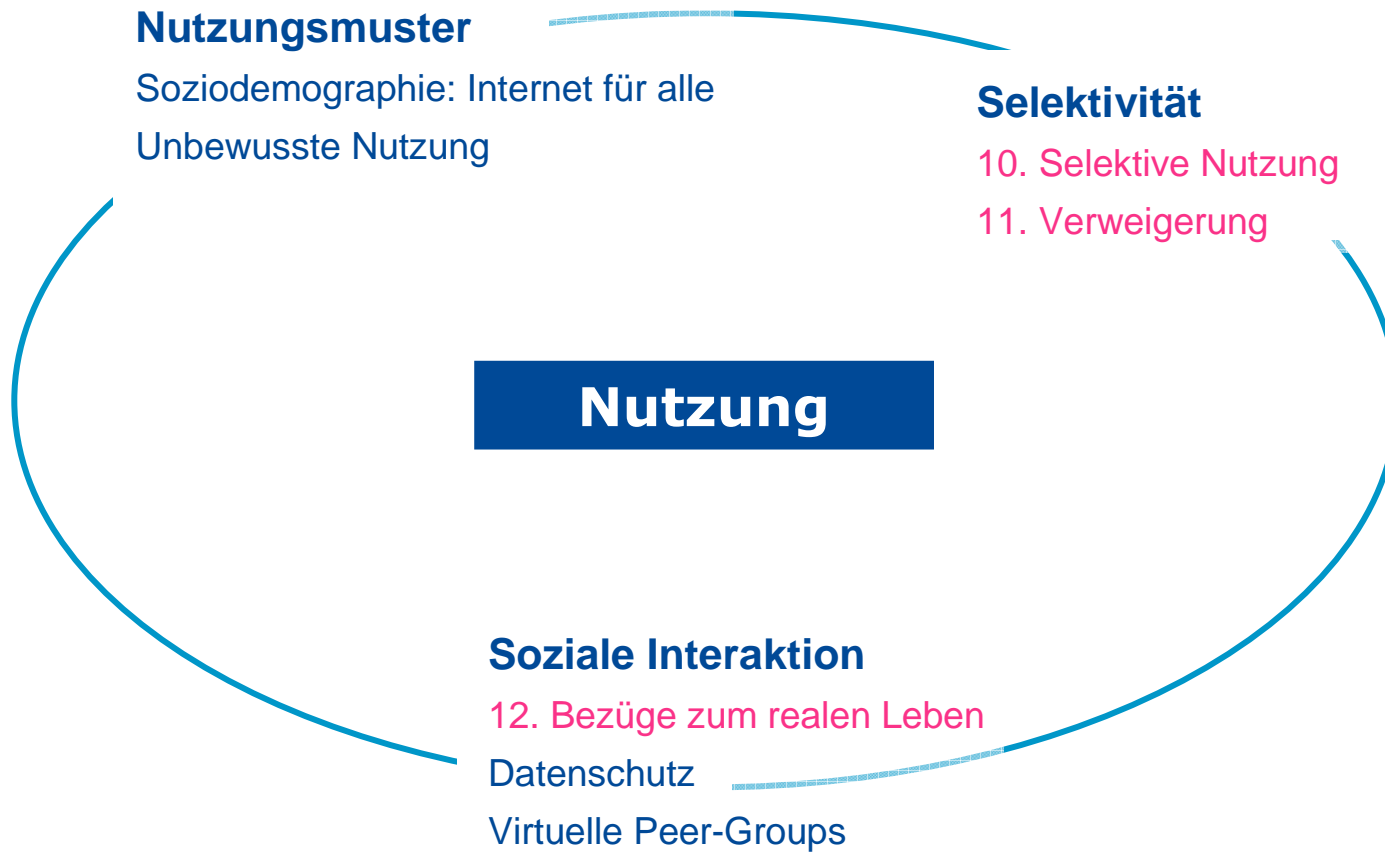 Nutzungsmuster
Soziodemographie: Internet für alle
Unbewusste Nutzung
Selektivität
10. Selektive Nutzung
11. Verweigerung
Nutzung
Soziale Interaktion
12. Bezüge zum realen Leben
Datenschutz
Virtuelle Peer-Groups